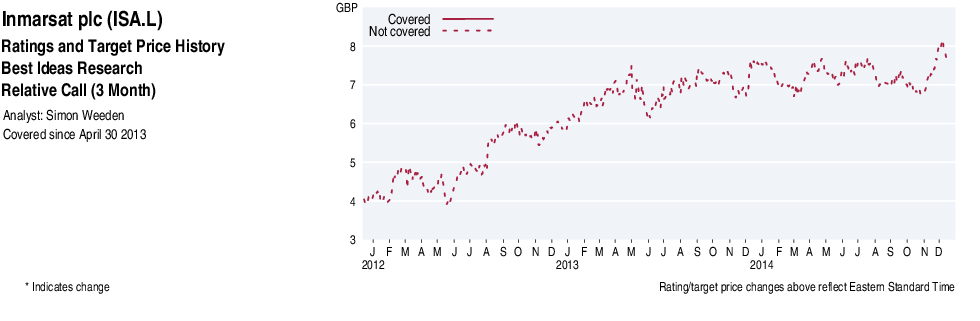 Inmarsat plc (ISA.L)
Ratings and Target Price History
Best Ideas Research
Relative Call (3 Month)
Analyst: Simon Weeden
Covered since April 30 2013
GBP
Covered
Not covered
8
7
6
5
4
3
J F M A M J J A S O N D J F M A M J J A S O N D J F M A M J J A S O N D
2012 2013 2014
* Indicates change
Rating/target price changes above reflect Eastern Standard Time